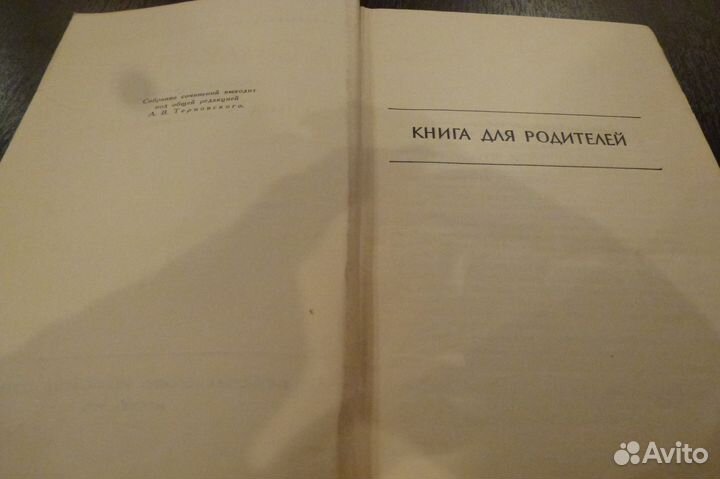 Собрание сочинений выходит
под общей редакцией
А. В. Терновского.
КНИГА ДЛЯ РОДИТЕЛЕЙ
Avito